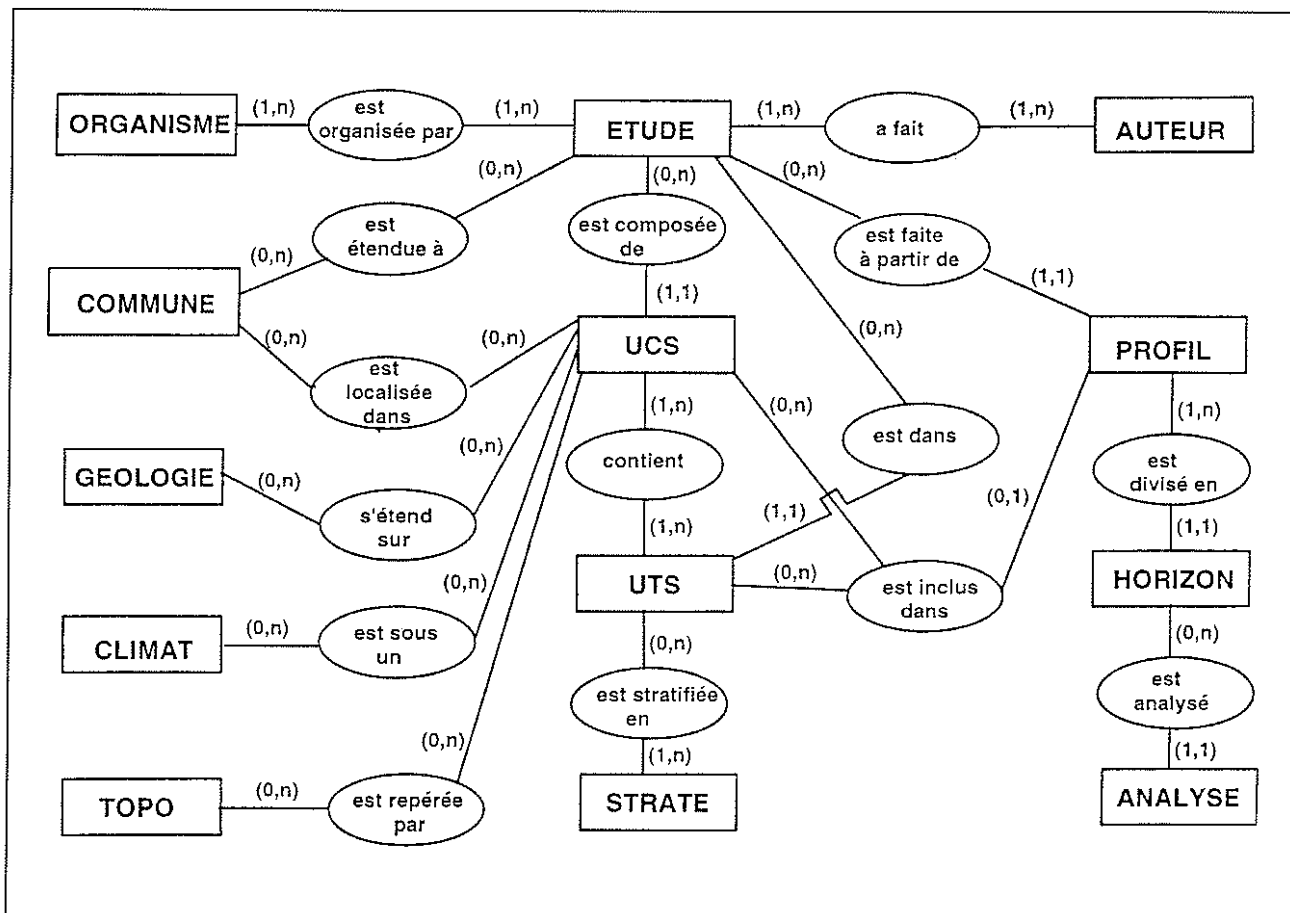 ORGANISME
(1,n)
est
organisée par
(1,n)
ETUDE
(1,n)
a fait
(1,n)
AUTEUR
(0,n)
(0,n)
(0,n)
est
étendue à
est composée
de
est faite
à partir de
(0,n)
COMMUNE
(1,1)
(1,1)
(0,n)
(0,n)
(0,n)
UCS
PROFIL
est
localisée
dans
(1,n)
(0,n)
(1,n)
est dans
GEOLOGIE
(0,n)
(0,n)
contient
est
divisé en
s'étend
sur
(1,n)
(1,1)
(0,1)
(1,1)
(0,n)
UTS
(0,n)
est inclus
dans
HORIZON
CLIMAT
(0,n)
est sous
un
(0,n)
(0,n)
est stratifiée
en
est
analysé
(0,n)
(1,n)
(1,1)
TOPO
(0,n)
est repérée
par
STRATE
ANALYSE